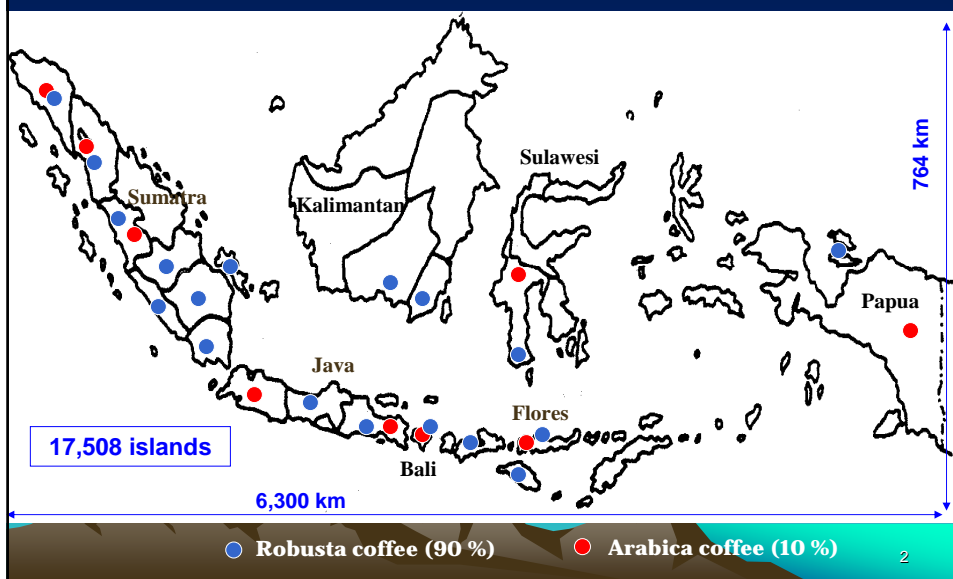 Sulawesi
764 km
Sumatra
Kalimantan
Papua
Java
Flores
17,508 islands
Bali
6,300 km
Robusta coffee (90 %)
Arabica coffee (10 %)
2